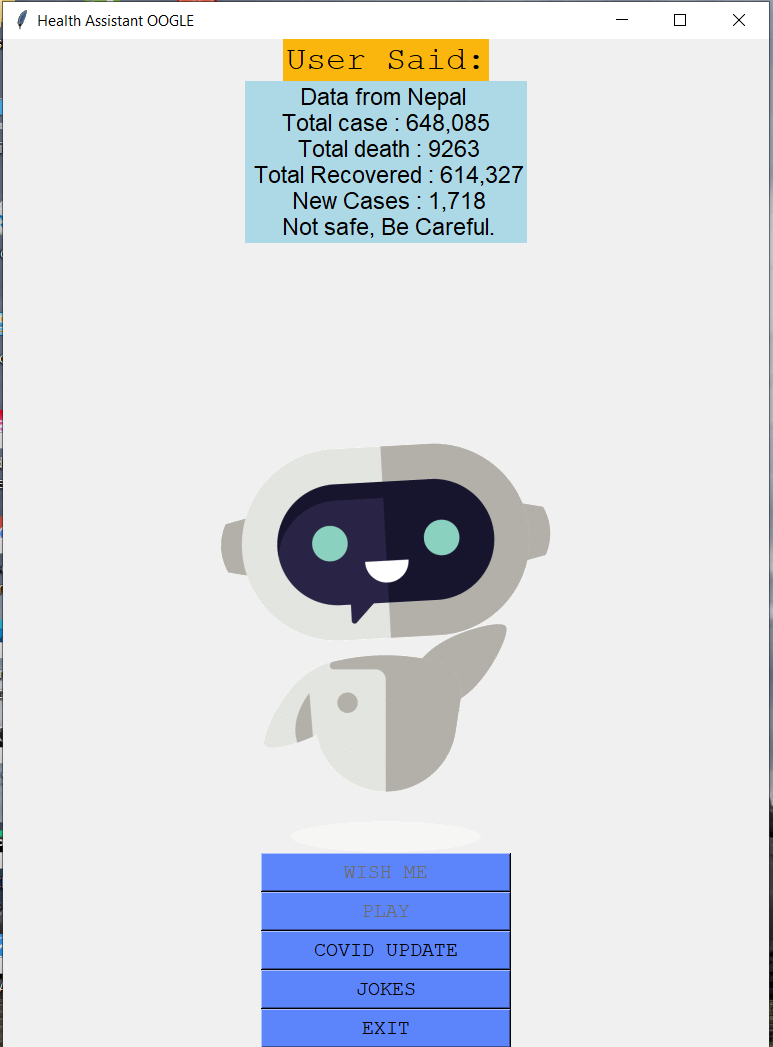 Health Assistant OOGLE
User Said:
Data from Nepal
Total case : 648,085
Total death : 9263
Total Recovered : 614,327
New Cases : 1,718
Not safe, Be Careful.
WISH ME
PLAY
COVID UPDATE
JOKES
EXIT